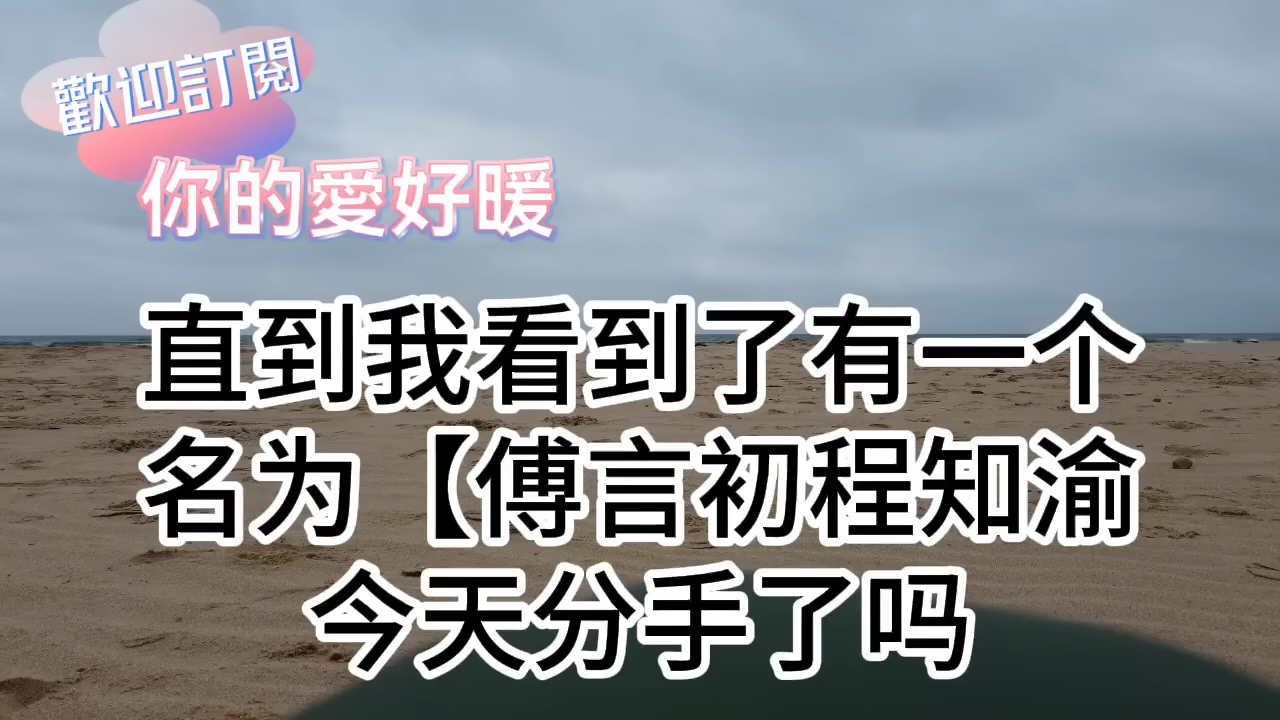 歡迎訂閱
你的愛好暖
直到我看到了有一个
名为【傅言初程知渝
今天分手了吗